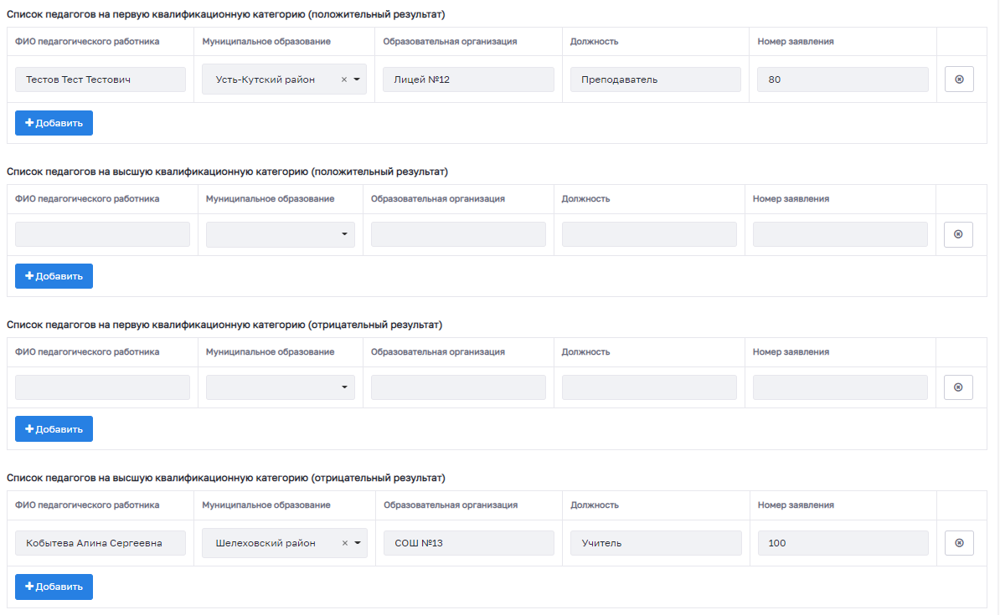 Список педагогов на первую квалификационную категорию (положительный результат)
ФИО педагогического работника Муниципальное образование Образовательная организация Должность Номер заявления
Тестов Тест Тестович Усть-Кутский район × Лицей №12 Преподаватель 80
+ Добавить
Список педагогов на высшую квалификационную категорию (положительный результат)
ФИО педагогического работника Муниципальное образование Образовательная организация Должность Номер заявления
+ Добавить
Список педагогов на первую квалификационную категорию (отрицательный результат)
ФИО педагогического работника Муниципальное образование Образовательная организация Должность Номер заявления
+ Добавить
Список педагогов на высшую квалификационную категорию (отрицательный результат)
ФИО педагогического работника Муниципальное образование Образовательная организация Должность Номер заявления
Кобытева Алина Сергеевна Шелеховский район × СОШ №13 Учитель 100
+ Добавить